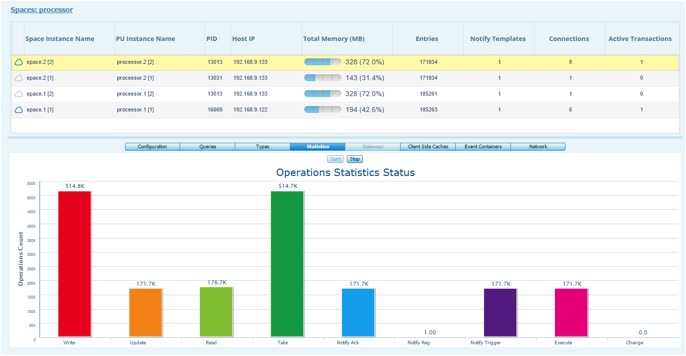 Spaces: processor
Space Instance Name PU Instance Name PID Host IP Total Memory (MB) Entries Notify Templates Connections Active Transactions
space.2 [2] processor.2 [2] 13013 192.168.9.133 328 (72.0%) 171934 1 8 1
space.2 [1] processor.2 [1] 13031 192.168.9.133 143 (31.4%) 171934 1 1 0
space.1 [2] processor.1 [2] 13013 192.168.9.133 328 (72.0%) 185261 1 1 0
space.1 [1] processor.1 [1] 16669 192.168.9.122 194 (42.6%) 185263 1 6 1
Configuration Queries Types Statistics Gateways Client Side Caches Event Containers Network
Start Stop
Operations Statistics Status
Operations Count
500K
450K
400K
350K
300K
250K
200K
150K
100K
50K
0
514.8K 171.7K 176.7K 514.7K 171.7K 1.00 171.7K 171.7K 0.0
Write Update Read Take Notify Ack Notify Reg Notify Trigger Execute Change